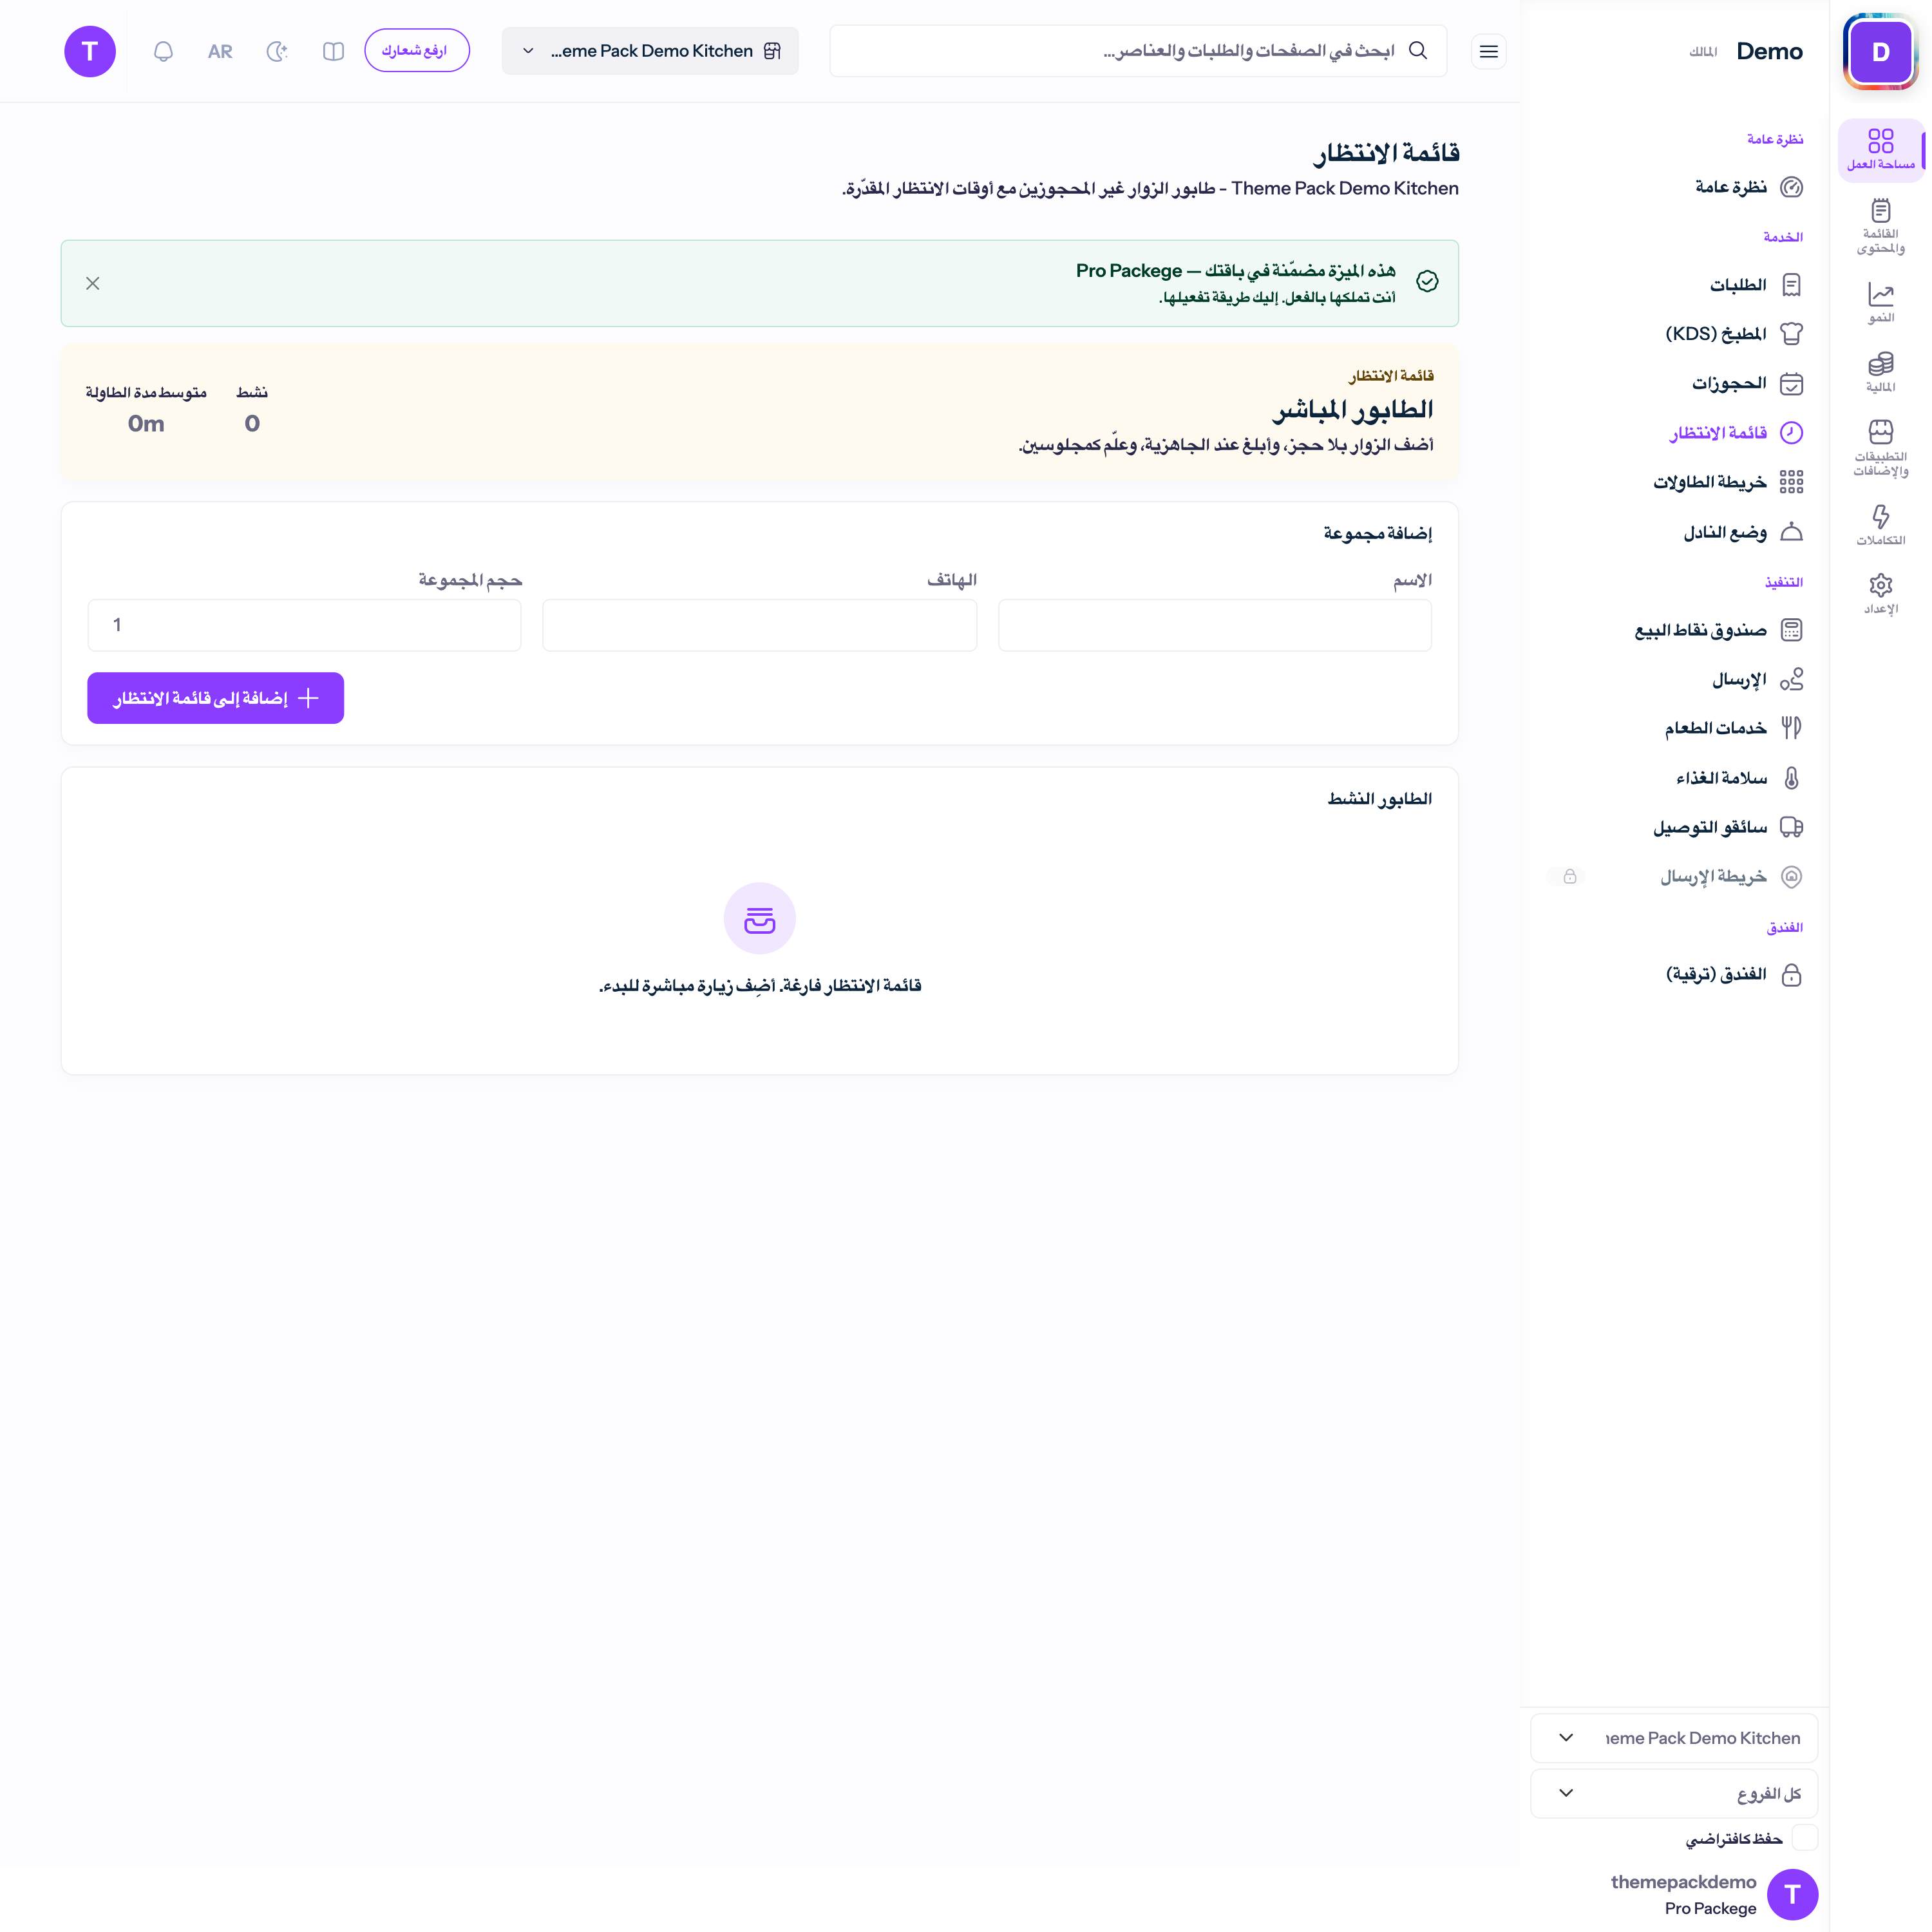 D
مساحة العمل
القائمة
والمحتوى
النمو
المالية
التطبيقات
والإضافات
التكاملات
الإعداد
Demo المالك
نظرة عامة
نظرة عامة
الخدمة
الطلبات
المطبخ (KDS)
الحجوزات
قائمة الانتظار
خريطة الطاولات
وضع النادل
التنفيذ
صندوق نقاط البيع
الإرسال
خدمات الطعام
سلامة الغذاء
سائقو التوصيل
خريطة الإرسال
الفندق
الفندق (ترقية)
heme Pack Demo Kitchen
كل الفروع
حفظ كافتراضي
T
themepackdemo
Pro Packege
ابحث في الصفحات والطلبات والعناصر...
...eme Pack Demo Kitchen
ارفع شعارك
AR
T
قائمة الانتظار
Theme Pack Demo Kitchen - طابور الزوار غير المحجوزين مع أوقات الانتظار المقدّرة.
هذه الميزة مضمّنة في باقتك — Pro Packege
أنت تملكها بالفعل. إليك طريقة تفعيلها.
قائمة الانتظار
الطابور المباشر
أضف الزوار بلا حجز، وأبلغ عند الجاهزية، وعلّم كمجلوسين.
نشط
0
متوسط مدة الطاولة
0m
إضافة مجموعة
الاسم
الهاتف
حجم المجموعة
1
إضافة إلى قائمة الانتظار
الطابور النشط
قائمة الانتظار فارغة. أضِف زيارة مباشرة للبدء.